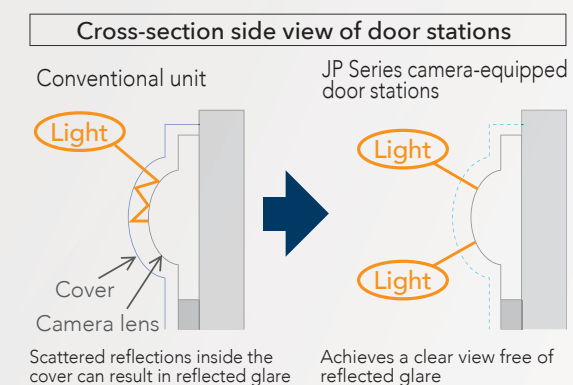 Cross-section side view of door stations
Conventional unit
Light
Cover
Camera lens
Scattered reflections inside the
cover can result in reflected glare
JP Series camera-equipped
door stations
Light
Light
Achieves a clear view free of
reflected glare